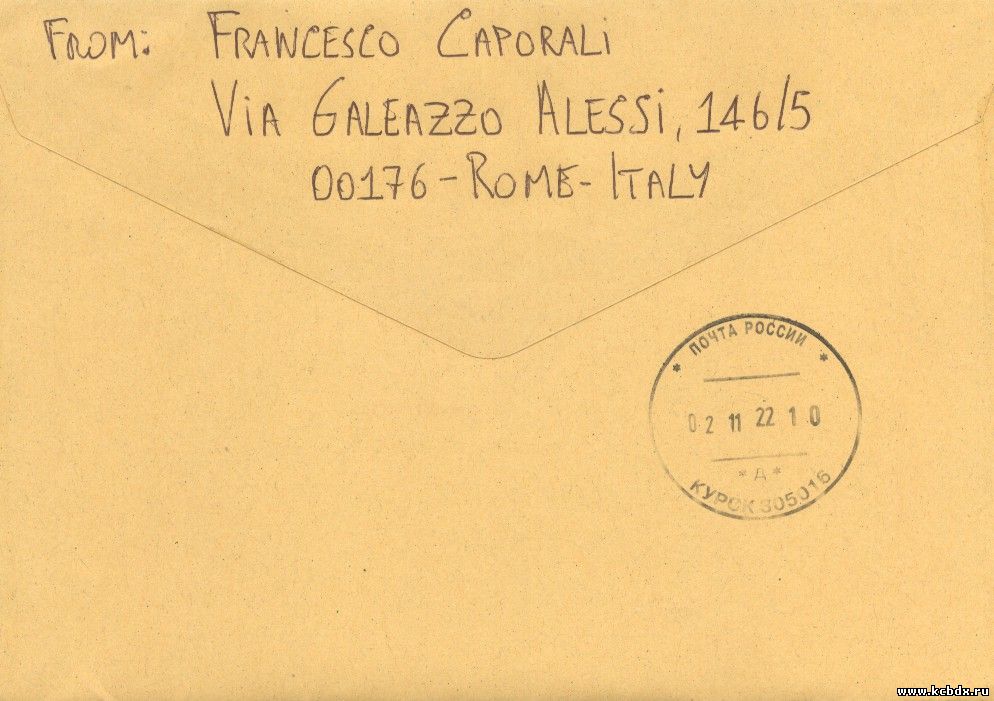 FROM: FRANCESCO CAPORALI
VIA GALEAZZO ALESSI, 146/5
00176 - ROME - ITALY
* ПОЧТА РОССИИ *
02 11 22 10
* Д *
КУРСК 305016
www.kcbdx.ru